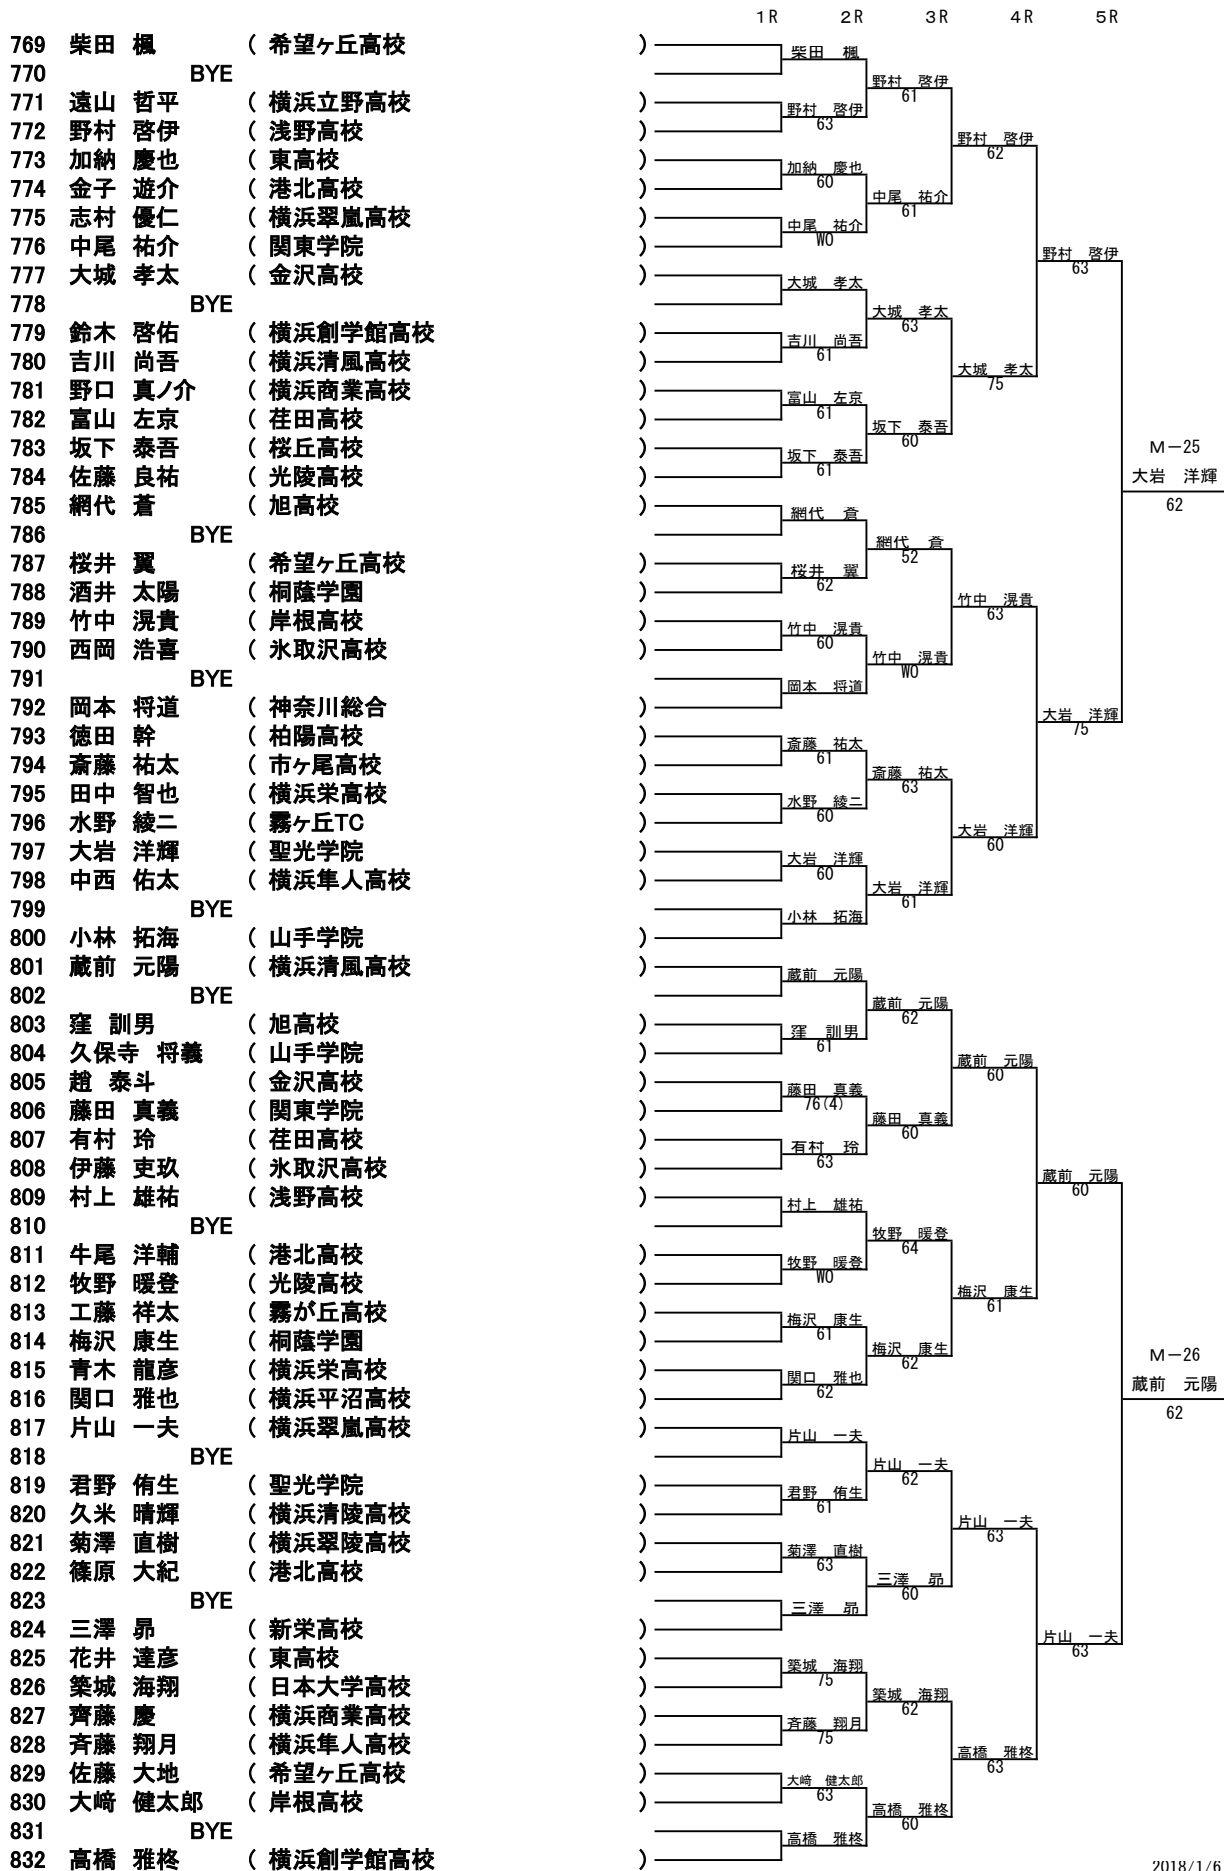 1R 2R 3R 4R 5R
769 柴田 楓 ( 希望ヶ丘高校 )
柴田 楓
770 BYE
野村 啓伊
61
771 遠山 哲平 ( 横浜立野高校 )
野村 啓伊
63
772 野村 啓伊 ( 浅野高校 )
野村 啓伊
62
773 加納 慶也 ( 東高校 )
加納 慶也
60
774 金子 遊介 ( 港北高校 )
中尾 祐介
61
775 志村 優仁 ( 横浜翠嵐高校 )
中尾 祐介
WO
776 中尾 祐介 ( 関東学院 )
野村 啓伊
63
777 大城 孝太 ( 金沢高校 )
大城 孝太
778 BYE
大城 孝太
63
779 鈴木 啓佑 ( 横浜創学館高校 )
吉川 尚吾
61
780 吉川 尚吾 ( 横浜清風高校 )
大城 孝太
75
781 野口 真ノ介 ( 横浜商業高校 )
富山 左京
61
782 富山 左京 ( 荏田高校 )
坂下 泰吾
60
783 坂下 泰吾 ( 桜丘高校 )
坂下 泰吾
61
784 佐藤 良祐 ( 光陵高校 )
M-25
大岩 洋輝
62
785 網代 蒼 ( 旭高校 )
網代 蒼
786 BYE
網代 蒼
52
787 桜井 翼 ( 希望ヶ丘高校 )
桜井 翼
62
788 酒井 太陽 ( 桐蔭学園 )
竹中 滉貴
63
789 竹中 滉貴 ( 岸根高校 )
竹中 滉貴
60
790 西岡 浩喜 ( 氷取沢高校 )
竹中 滉貴
WO
791 BYE
岡本 将道
792 岡本 将道 ( 神奈川総合 )
大岩 洋輝
75
793 徳田 幹 ( 柏陽高校 )
斎藤 祐太
61
794 斎藤 祐太 ( 市ヶ尾高校 )
斎藤 祐太
63
795 田中 智也 ( 横浜栄高校 )
水野 綾二
60
796 水野 綾二 ( 霧ヶ丘TC )
大岩 洋輝
60
797 大岩 洋輝 ( 聖光学院 )
大岩 洋輝
60
798 中西 佑太 ( 横浜隼人高校 )
大岩 洋輝
61
799 BYE
小林 拓海
800 小林 拓海 ( 山手学院 )
801 蔵前 元陽 ( 横浜清風高校 )
蔵前 元陽
802 BYE
蔵前 元陽
62
803 窪 訓男 ( 旭高校 )
窪 訓男
61
804 久保寺 将義 ( 山手学院 )
蔵前 元陽
60
805 趙 泰斗 ( 金沢高校 )
藤田 真義
76(4)
806 藤田 真義 ( 関東学院 )
藤田 真義
60
807 有村 玲 ( 荏田高校 )
有村 玲
63
808 伊藤 吏玖 ( 氷取沢高校 )
蔵前 元陽
60
809 村上 雄祐 ( 浅野高校 )
村上 雄祐
810 BYE
牧野 暖登
64
811 牛尾 洋輔 ( 港北高校 )
牧野 暖登
WO
812 牧野 暖登 ( 光陵高校 )
梅沢 康生
61
813 工藤 祥太 ( 霧が丘高校 )
梅沢 康生
61
814 梅沢 康生 ( 桐蔭学園 )
梅沢 康生
62
815 青木 龍彦 ( 横浜栄高校 )
関口 雅也
62
816 関口 雅也 ( 横浜平沼高校 )
M-26
蔵前 元陽
62
817 片山 一夫 ( 横浜翠嵐高校 )
片山 一夫
818 BYE
片山 一夫
62
819 君野 侑生 ( 聖光学院 )
君野 侑生
61
820 久米 晴輝 ( 横浜清陵高校 )
片山 一夫
63
821 菊澤 直樹 ( 横浜翠陵高校 )
菊澤 直樹
63
822 篠原 大紀 ( 港北高校 )
三澤 昴
60
823 BYE
三澤 昴
824 三澤 昴 ( 新栄高校 )
片山 一夫
63
825 花井 達彦 ( 東高校 )
築城 海翔
75
826 築城 海翔 ( 日本大学高校 )
築城 海翔
62
827 齊藤 慶 ( 横浜商業高校 )
斉藤 翔月
75
828 斉藤 翔月 ( 横浜隼人高校 )
高橋 雅柊
63
829 佐藤 大地 ( 希望ヶ丘高校 )
大﨑 健太郎
63
830 大﨑 健太郎 ( 岸根高校 )
高橋 雅柊
60
831 BYE
高橋 雅柊
832 高橋 雅柊 ( 横浜創学館高校 )
2018/1/6